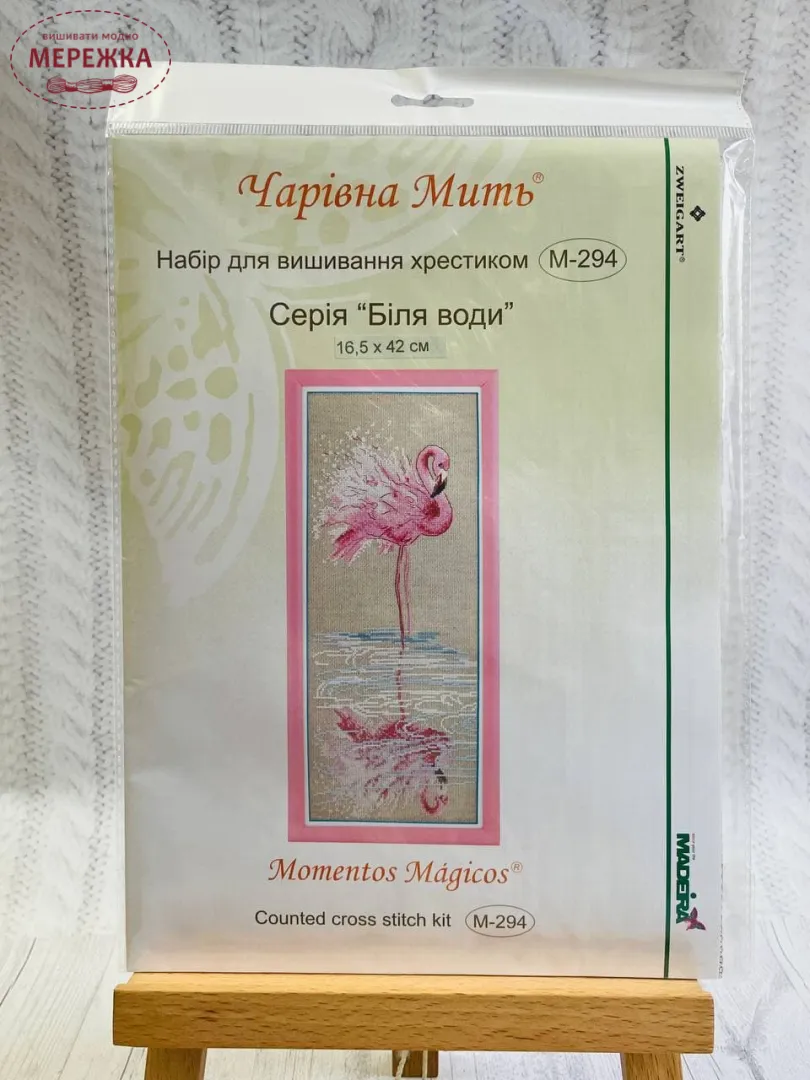 вишивати модно
МЕРЕЖКА
Чарівна Мить®
Набір для вишивання хрестиком М-294
Серія “Біля води”
16,5 х 42 см
ZWEIGART®
Momentos Mágicos®
Counted cross stitch kit М-294
MADEIRA